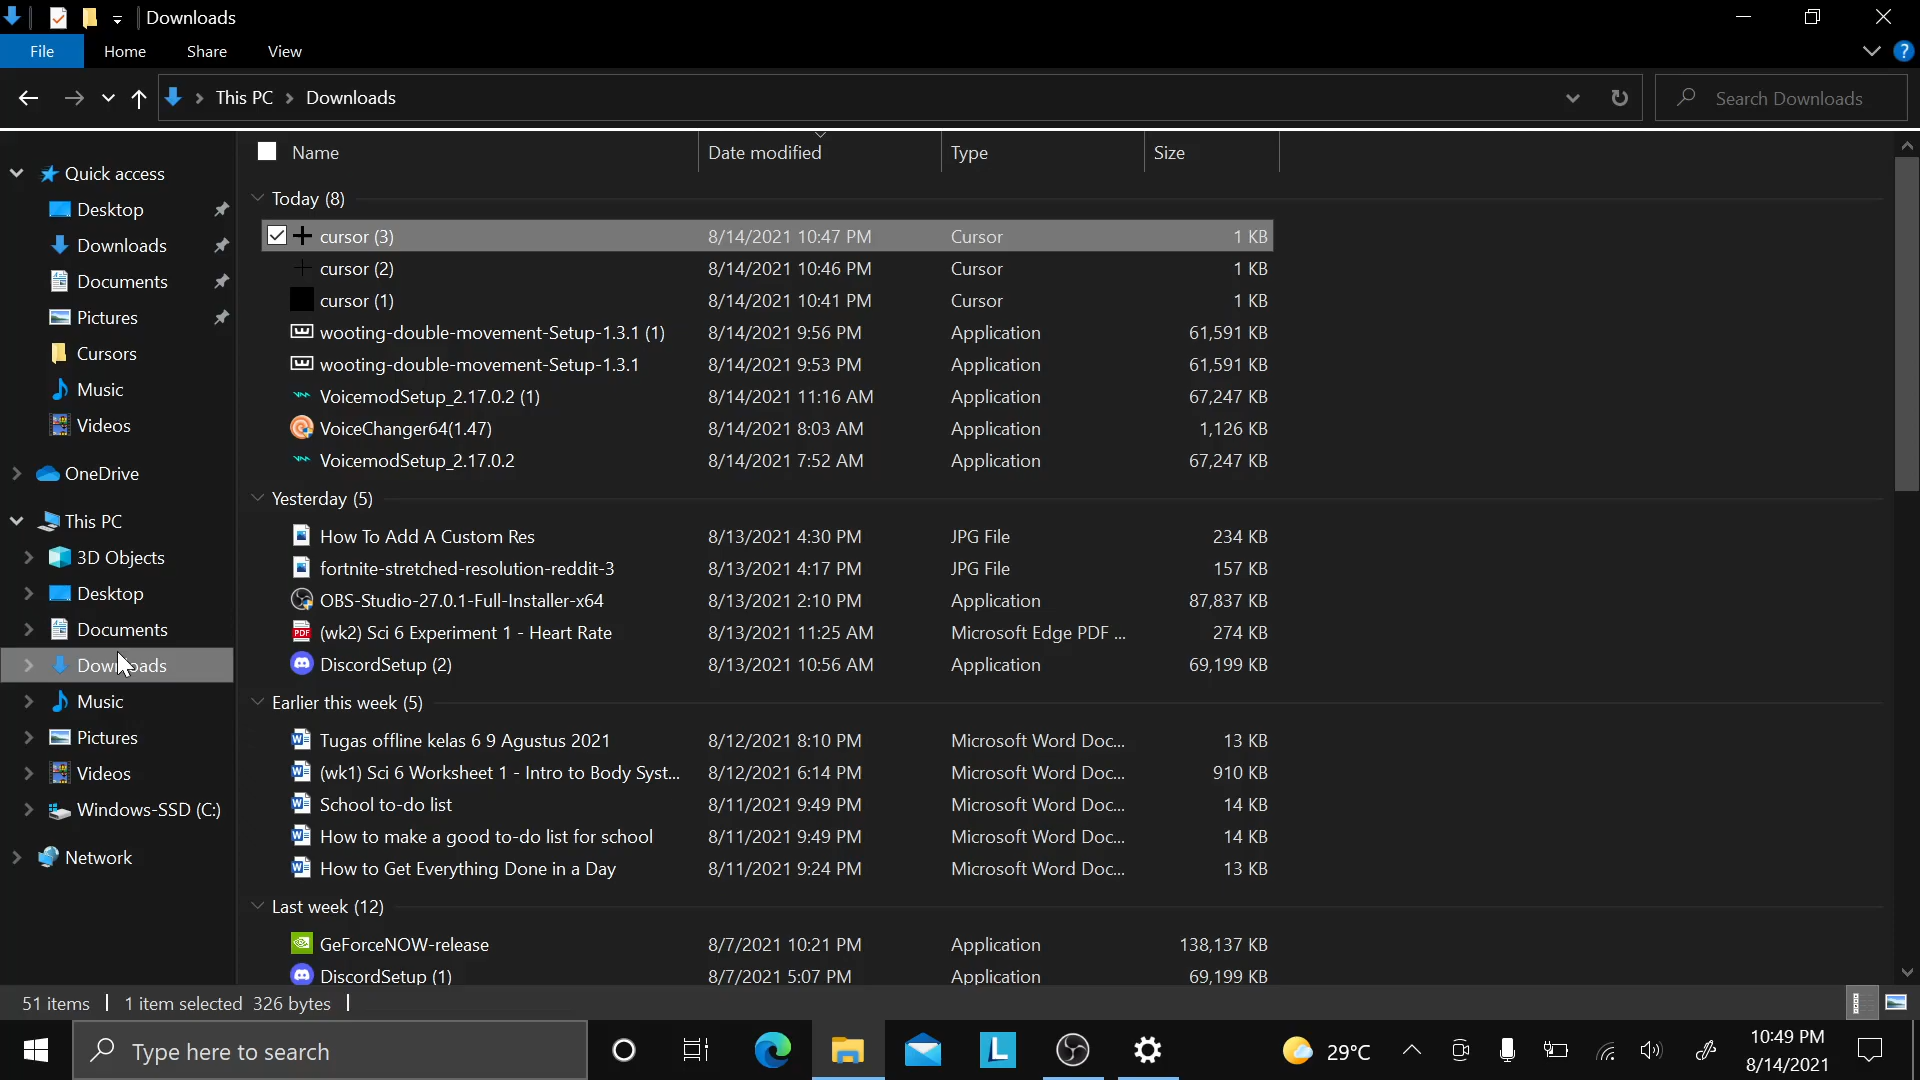 Downloads
File Home Share View
This PC Downloads Search Downloads
Name Date modified Type Size
Quick access
Desktop
Downloads
Documents
Pictures
Cursors
Music
Videos
OneDrive
This PC
3D Objects
Desktop
Documents
Downloads
Music
Pictures
Videos
Windows-SSD (C:)
Network
Today (8)
cursor (3) 8/14/2021 10:47 PM Cursor 1 KB
cursor (2) 8/14/2021 10:46 PM Cursor 1 KB
cursor (1) 8/14/2021 10:41 PM Cursor 1 KB
wooting-double-movement-Setup-1.3.1 (1) 8/14/2021 9:56 PM Application 61,591 KB
wooting-double-movement-Setup-1.3.1 8/14/2021 9:53 PM Application 61,591 KB
VoicemodSetup_2.17.0.2 (1) 8/14/2021 11:16 AM Application 67,247 KB
VoiceChanger64(1.47) 8/14/2021 8:03 AM Application 1,126 KB
VoicemodSetup_2.17.0.2 8/14/2021 7:52 AM Application 67,247 KB
Yesterday (5)
How To Add A Custom Res 8/13/2021 4:30 PM JPG File 234 KB
fortnite-stretched-resolution-reddit-3 8/13/2021 4:17 PM JPG File 157 KB
OBS-Studio-27.0.1-Full-Installer-x64 8/13/2021 2:10 PM Application 87,837 KB
(wk2) Sci 6 Experiment 1 - Heart Rate 8/13/2021 11:25 AM Microsoft Edge PDF ... 274 KB
DiscordSetup (2) 8/13/2021 10:56 AM Application 69,199 KB
Earlier this week (5)
Tugas offline kelas 6 9 Agustus 2021 8/12/2021 8:10 PM Microsoft Word Doc... 13 KB
(wk1) Sci 6 Worksheet 1 - Intro to Body Syst... 8/12/2021 6:14 PM Microsoft Word Doc... 910 KB
School to-do list 8/11/2021 9:49 PM Microsoft Word Doc... 14 KB
How to make a good to-do list for school 8/11/2021 9:49 PM Microsoft Word Doc... 14 KB
How to Get Everything Done in a Day 8/11/2021 9:24 PM Microsoft Word Doc... 13 KB
Last week (12)
GeForceNOW-release 8/7/2021 10:21 PM Application 138,137 KB
DiscordSetup (1) 8/7/2021 5:07 PM Application 69,199 KB
51 items 1 item selected 326 bytes
Type here to search L 29°C 10:49 PM
8/14/2021